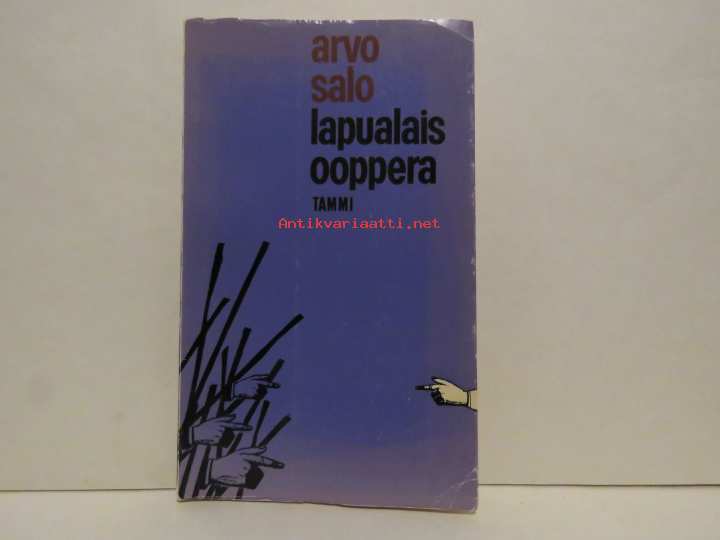 arvo
salo
lapualais
ooppera
TAMMI
Antikvariaatti.net